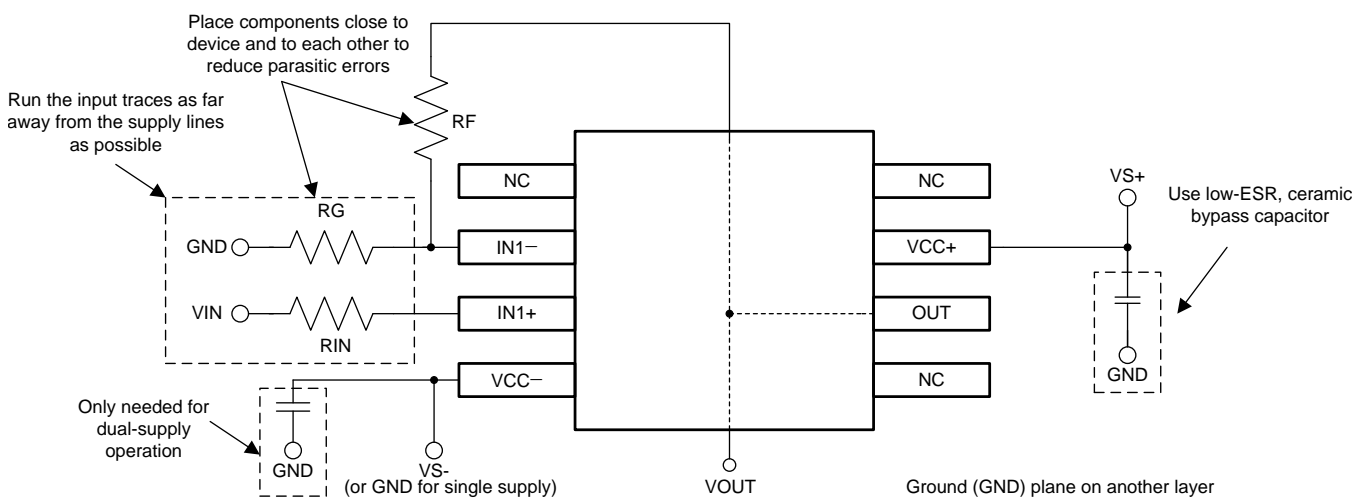 Place components close to
device and to each other to
reduce parasitic errors
Run the input traces as far
away from the supply lines
as possible
RF
NC
NC
VS+
Use low-ESR, ceramic
bypass capacitor
RG
GND
IN1−
VCC+
VIN
IN1+
OUT
RIN
VCC−
NC
GND
Only needed for
dual-supply
operation
GND
VS-
(or GND for single supply)
VOUT
Ground (GND) plane on another layer